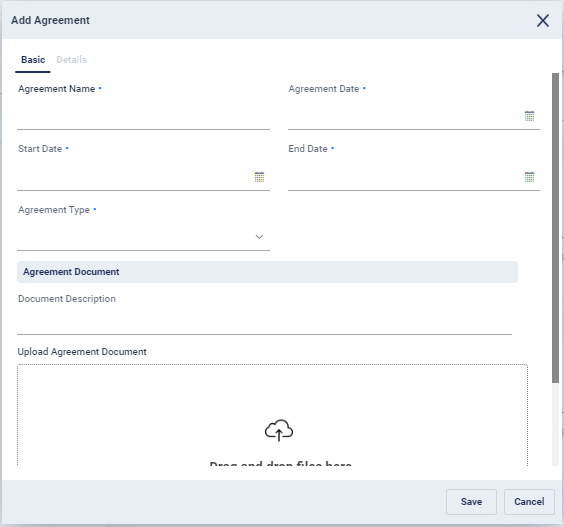 Add Agreement
Basic Details
Agreement Name
Agreement Date
Start Date
End Date
Agreement Type
Agreement Document
Document Description
Upload Agreement Document
Drag and drop files here
Save Cancel